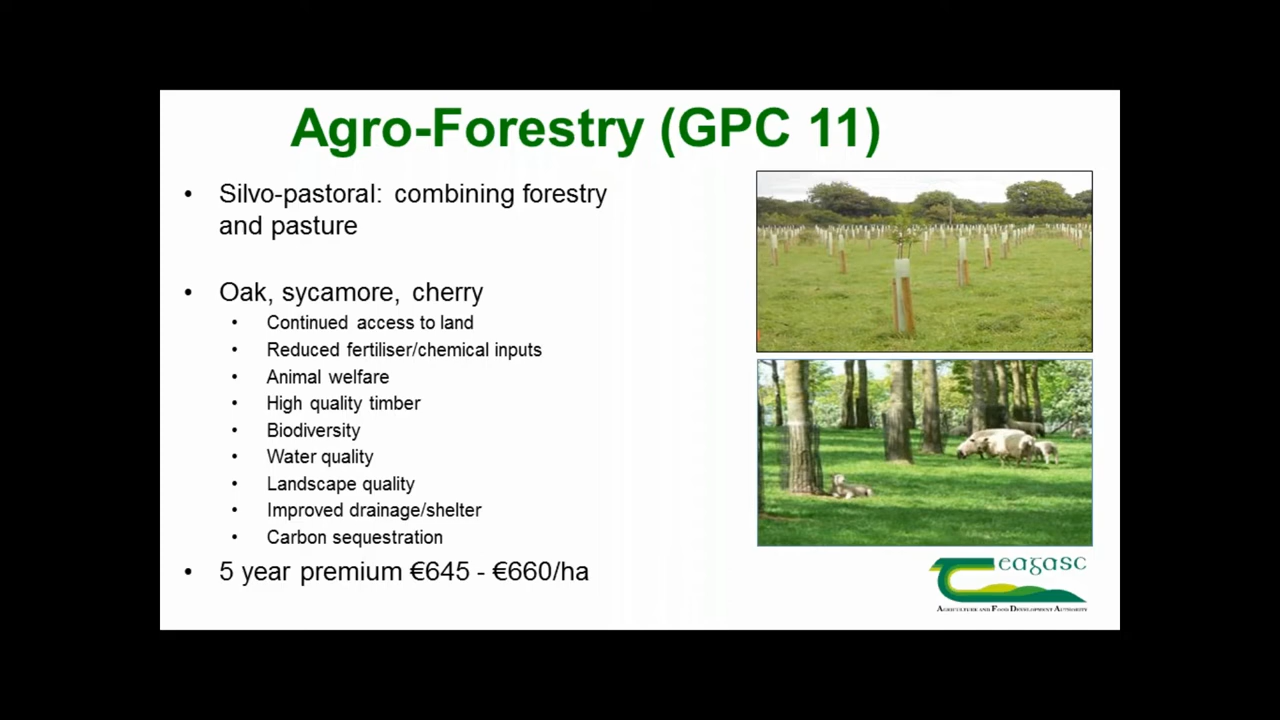 Agro-Forestry (GPC 11)
• Silvo-pastoral: combining forestry
and pasture
• Oak, sycamore, cherry
• Continued access to land
• Reduced fertiliser/chemical inputs
• Animal welfare
• High quality timber
• Biodiversity
• Water quality
• Landscape quality
• Improved drainage/shelter
• Carbon sequestration
• 5 year premium €645 - €660/ha
Teagasc
AGRICULTURE AND FOOD DEVELOPMENT AUTHORITY